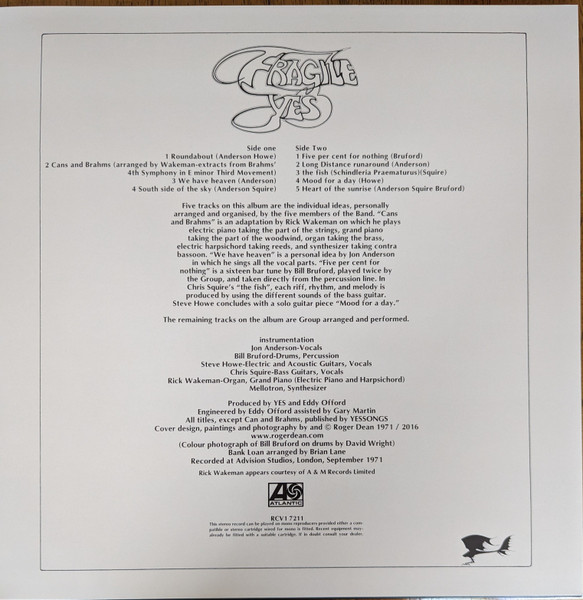 FRAGILE
YES
Side one
1 Roundabout (Anderson Howe)
2 Cans and Brahms (arranged by Wakeman-extracts from Brahms'
4th Symphony in E minor Third Movement)
3 We have heaven (Anderson)
4 South side of the sky (Anderson Squire)
Side Two
1 Five per cent for nothing (Bruford)
2 Long Distance runaround (Anderson)
3 the fish (Schindleria Praematurus)(Squire)
4 Mood for a day (Howe)
5 Heart of the sunrise (Anderson Squire Bruford)
Five tracks on this album are the individual ideas, personally
arranged and organised, by the five members of the Band. "Cans
and Brahms" is an adaptation by Rick Wakeman on which he plays
electric piano taking the part of the strings, grand piano
taking the part of the woodwind, organ taking the brass,
electric harpsichord taking reeds, and synthesizer taking contra
bassoon. "We have heaven" is a personal idea by Jon Anderson
in which he sings all the vocal parts. "Five per cent for
nothing" is a sixteen bar tune by Bill Bruford, played twice by
the Group, and taken directly from the percussion line. In
Chris Squire's "the fish", each riff, rhythm, and melody is
produced by using the different sounds of the bass guitar.
Steve Howe concludes with a solo guitar piece "Mood for a day."
The remaining tracks on the album are Group arranged and performed.
instrumentation
Jon Anderson-Vocals
Bill Bruford-Drums, Percussion
Steve Howe-Electric and Acoustic Guitars, Vocals
Chris Squire-Bass Guitars, Vocals
Rick Wakeman-Organ, Grand Piano (Electric Piano and Harpsichord)
Mellotron, Synthesizer
Produced by YES and Eddy Offord
Engineered by Eddy Offord assisted by Gary Martin
All titles, except Can and Brahms, published by YESSONGS
Cover design, paintings and photography by and © Roger Dean 1971 / 2016
www.rogerdean.com
(Colour photograph of Bill Bruford on drums by David Wright)
Bank Loan arranged by Brian Lane
Recorded at Advision Studios, London, September 1971
Rick Wakeman appears courtesy of A & M Records Limited
ATLANTIC
RCV1 7211
This stereo record can be played on mono reproducers provided either a com-
patible or stereo cartridge wired for mono is fitted. Recent equipment may
already be fitted with a suitable cartridge. If in doubt consult your dealer.